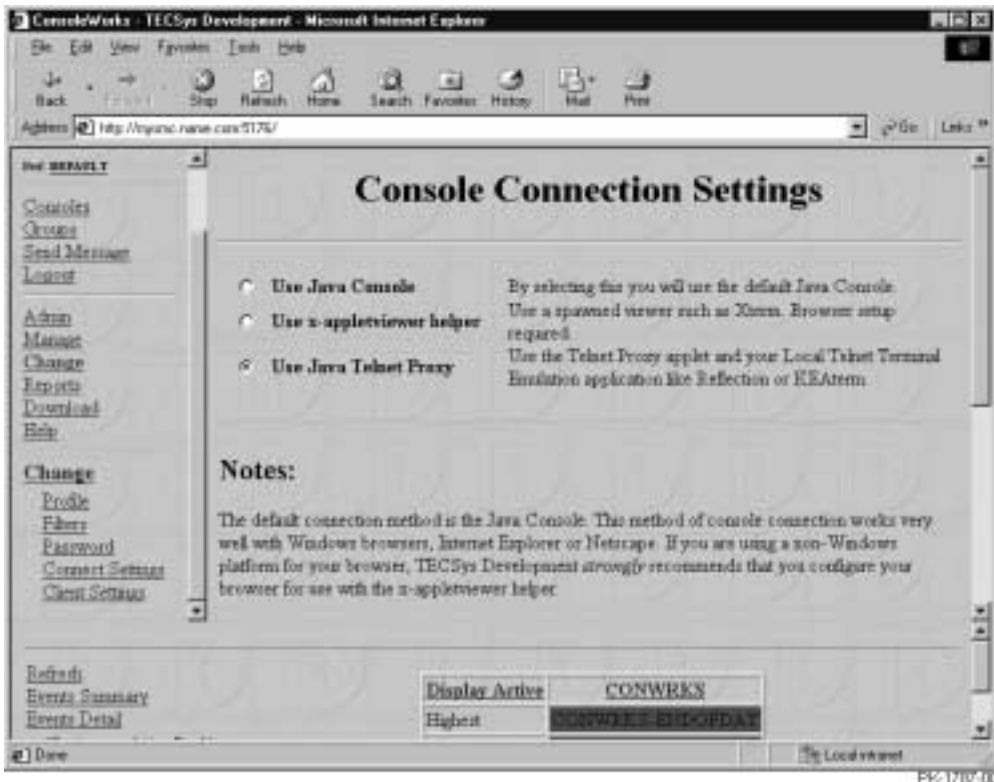 ConsoleWorks - TECSys Development - Microsoft Internet Explorer
File Edit View Favorites Tools Help
Back Forward Stop Refresh Home Search Favorites History Mail Print
Address http://mysmc.name.com:5176/ Go Links »
DEFAULT
Consoles
Groups
Send Message
Logout
Admin
Manage
Change
Reports
Download
Help
Change
Profile
Filters
Password
Connect Settings
Client Settings
Console Connection Settings
Use Java Console By selecting this you will use the default Java Console.
Use x-appletviewer helper Use a spawned viewer such as Xterm. Browser setup
required.
Use Java Telnet Proxy Use the Telnet Proxy applet and your Local Telnet Terminal
Emulation application like Reflection or KEAterm.
Notes:
The default connection method is the Java Console. This method of console connection works very
well with Windows browsers, Internet Explorer or Netscape. If you are using a non-Windows
platform for your browser, TECSys Development strongly recommends that you configure your
browser for use with the x-appletviewer helper.
Refresh
Events Summary
Events Detail
Display Active CONWRKS
Highest CONWRKS-ENDOFDAY
Done Local intranet